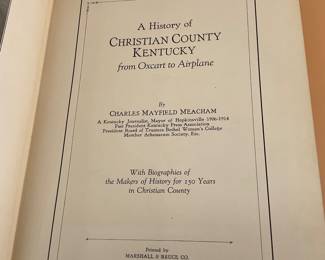 A History of
CHRISTIAN COUNTY
KENTUCKY
from Oxcart to Airplane
By
CHARLES MAYFIELD MEACHAM
A Kentucky Journalist, Mayor of Hopkinsville 1906-1914
Past President Kentucky Press Association
President Board of Trustees Bethel Woman's College
Member Athenaeum Society, Etc.
With Biographies of
the Makers of History for 150 Years
in Christian County
Printed by
MARSHALL & BRUCE CO.